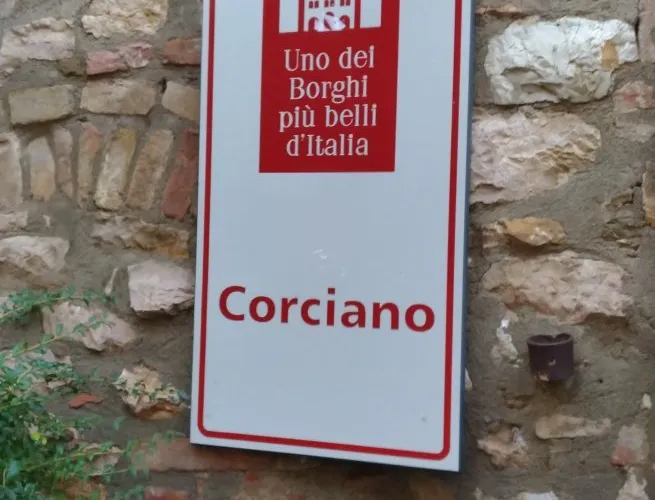 Uno dei
Borghi
più belli
d'Italia
Corciano